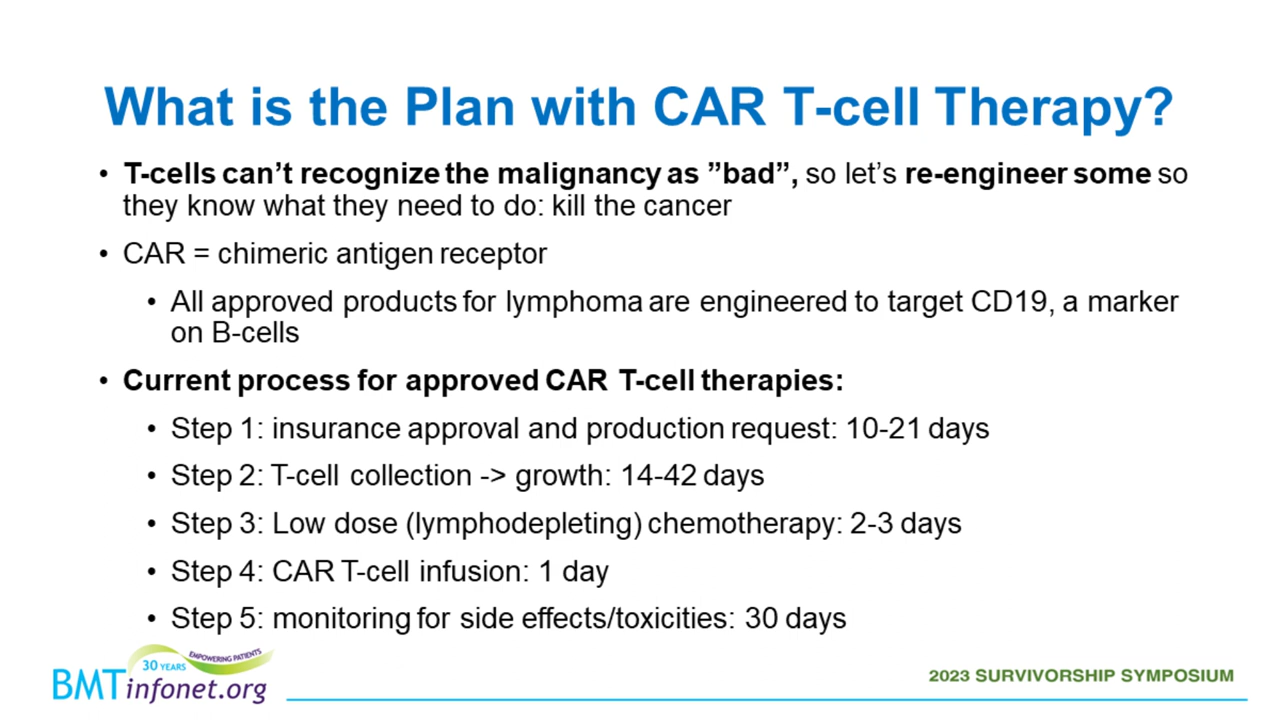 What is the Plan with CAR T-cell Therapy?
• T-cells can’t recognize the malignancy as ”bad”, so let’s re-engineer some so
they know what they need to do: kill the cancer
• CAR = chimeric antigen receptor
• All approved products for lymphoma are engineered to target CD19, a marker
on B-cells
• Current process for approved CAR T-cell therapies:
• Step 1: insurance approval and production request: 10-21 days
• Step 2: T-cell collection -> growth: 14-42 days
• Step 3: Low dose (lymphodepleting) chemotherapy: 2-3 days
• Step 4: CAR T-cell infusion: 1 day
• Step 5: monitoring for side effects/toxicities: 30 days
30 YEARS EMPOWERING PATIENTS
BMTinfonet.org
2023 SURVIVORSHIP SYMPOSIUM